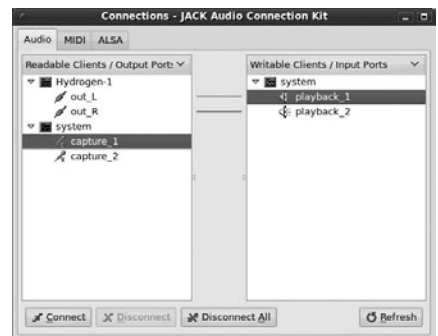 Connections - JACK Audio Connection Kit
Audio MIDI ALSA
Readable Clients / Output Ports
Writable Clients / Input Ports
Hydrogen-1
system
out_L
playback_1
out_R
playback_2
system
capture_1
capture_2
Connect
Disconnect
Disconnect All
Refresh